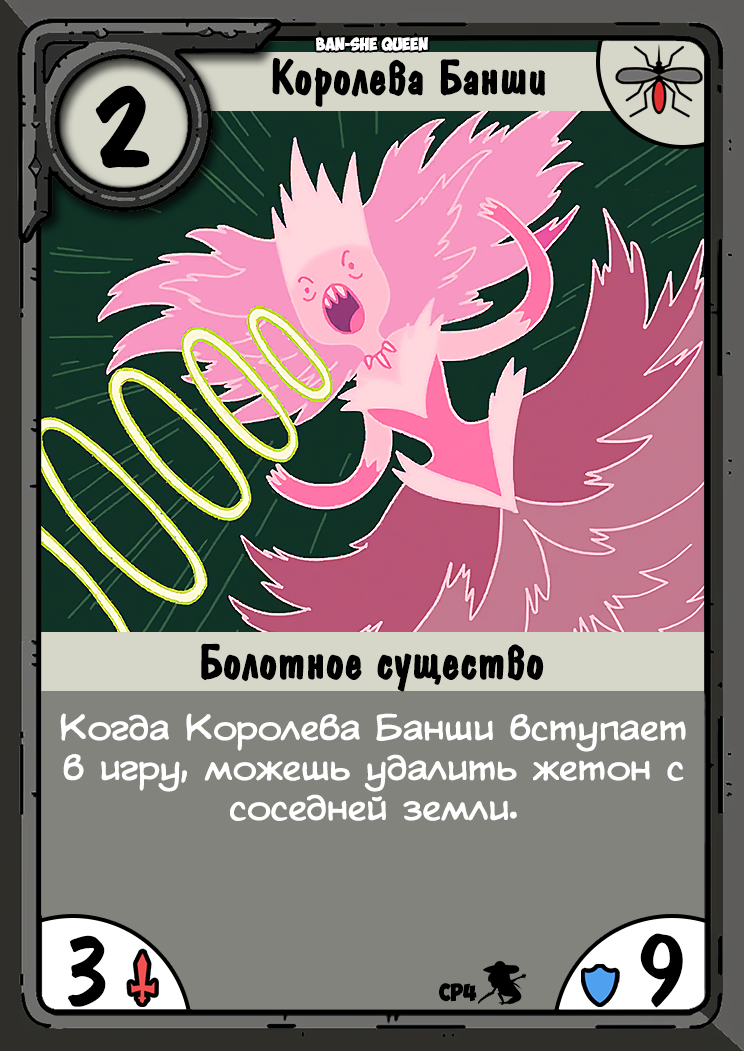 BAN-SHE QUEEN
2
Королева Банши
Болотное существо
Когда Королева Банши вступает
в игру, можешь удалить жетон с
соседней земли.
3
СР4
9